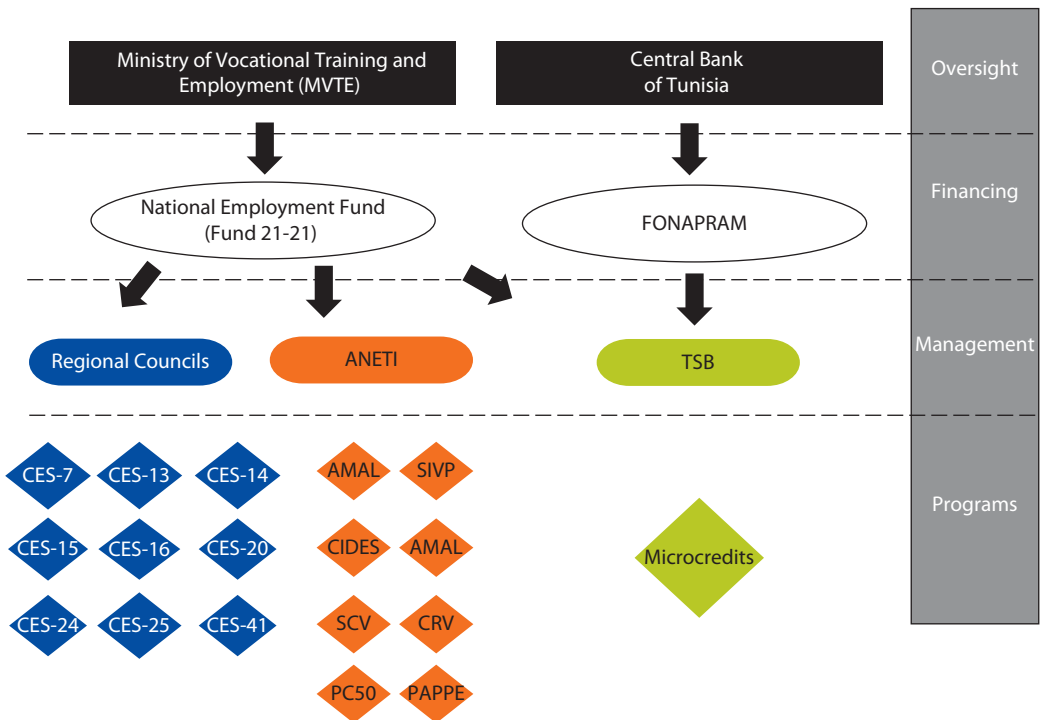 Ministry of Vocational Training and
Employment (MVTE)
Central Bank
of Tunisia
Oversight
National Employment Fund
(Fund 21-21)
FONAPRAM
Financing
Regional Councils
ANETI
TSB
Management
CES-7
CES-13
CES-14
AMAL
SIVP
CES-15
CES-16
CES-20
CIDES
AMAL
Microcredits
Programs
CES-24
CES-25
CES-41
SCV
CRV
PC50
PAPPE